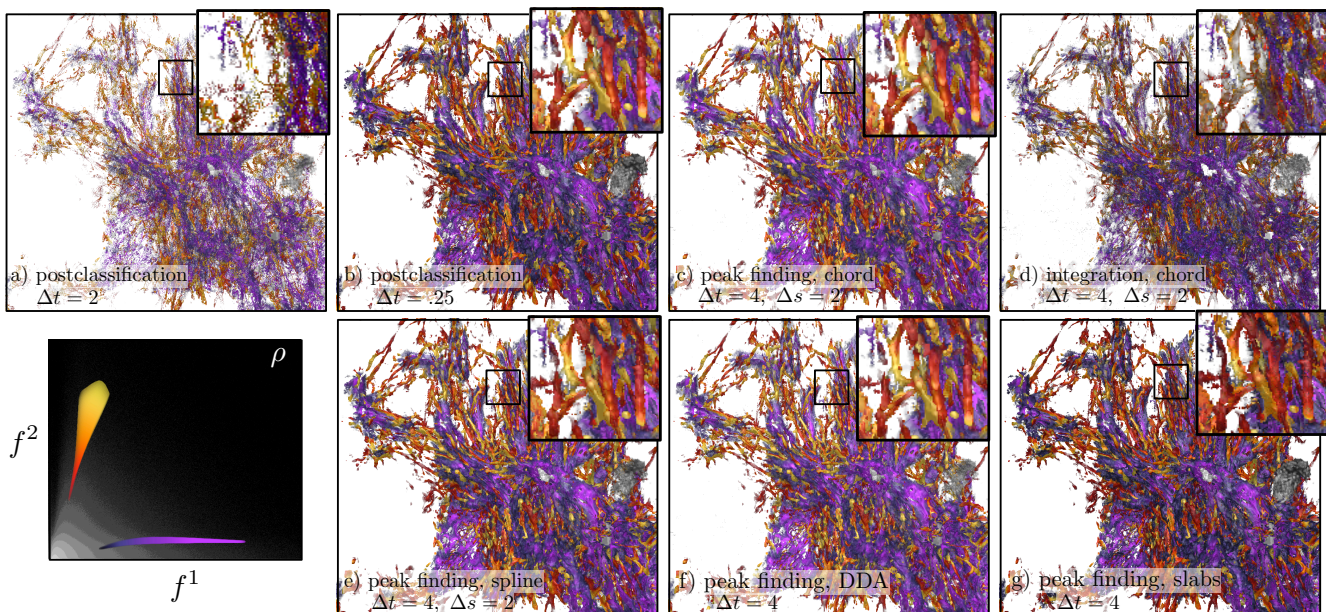 a) postclassification
Δt = 2
b) postclassification
Δt = .25
c) peak finding, chord
Δt = 4, Δs = 2
d) integration, chord
Δt = 4, Δs = 2
ρ
f²
f¹
e) peak finding, spline
Δt = 4, Δs = 2
f) peak finding, DDA
Δt = 4
g) peak finding, slabs
Δt = 4